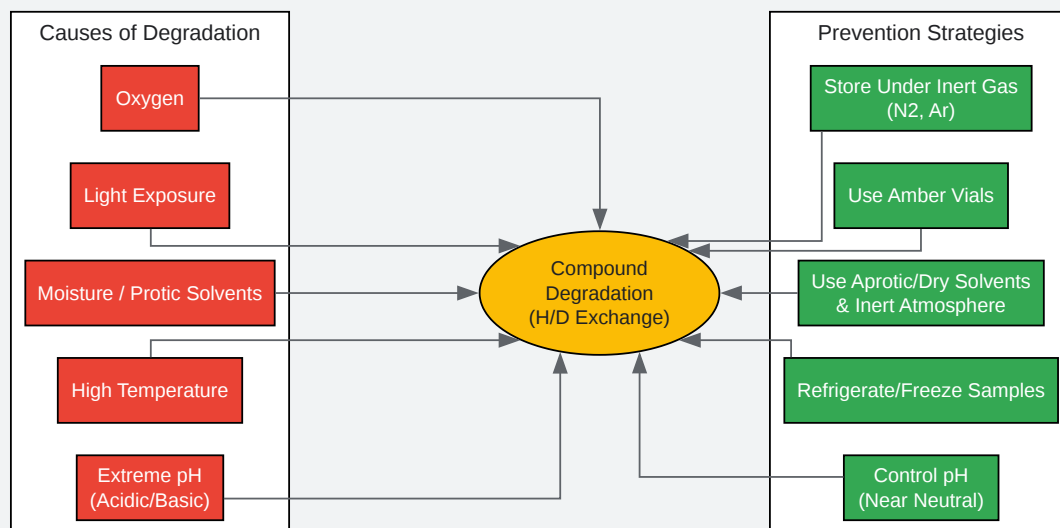 Causes of Degradation
Oxygen
Light Exposure
Moisture / Protic Solvents
High Temperature
Extreme pH
(Acidic/Basic)
Compound
Degradation
(H/D Exchange)
Prevention Strategies
Store Under Inert Gas
(N2, Ar)
Use Amber Vials
Use Aprotic/Dry Solvents
& Inert Atmosphere
Refrigerate/Freeze Samples
Control pH
(Near Neutral)